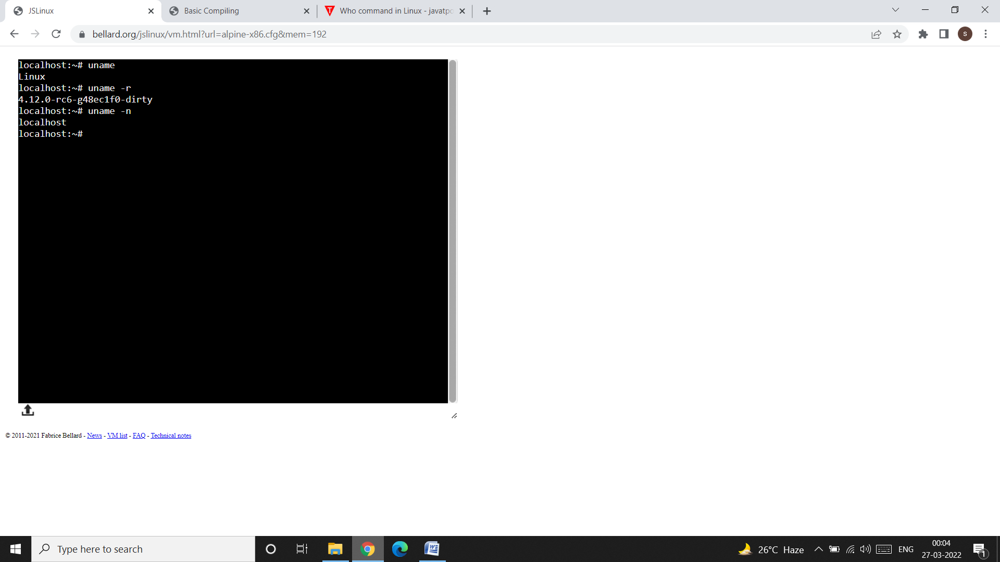 JSLinux
Basic Compiling
Who command in Linux - javatpo
bellard.org/jslinux/vm.html?url=alpine-x86.cfg&mem=192
S
localhost:~# uname
Linux
localhost:~# uname -r
4.12.0-rc6-g48ec1f0-dirty
localhost:~# uname -n
localhost
localhost:~#
© 2011-2021 Fabrice Bellard - News - VM list - FAQ - Technical notes
Type here to search
26°C Haze
ENG
00:04
27-03-2022
1